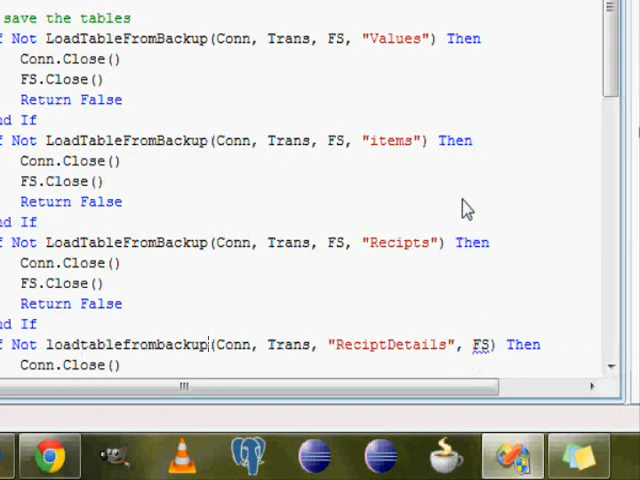 save the tables
f Not LoadTableFromBackup(Conn, Trans, FS, "Values") Then
Conn.Close()
FS.Close()
Return False
nd If
f Not LoadTableFromBackup(Conn, Trans, FS, "items") Then
Conn.Close()
FS.Close()
Return False
nd If
f Not LoadTableFromBackup(Conn, Trans, FS, "Recipts") Then
Conn.Close()
FS.Close()
Return False
nd If
f Not loadtablefrombackup(Conn, Trans, "ReciptDetails", FS) Then
Conn.Close()